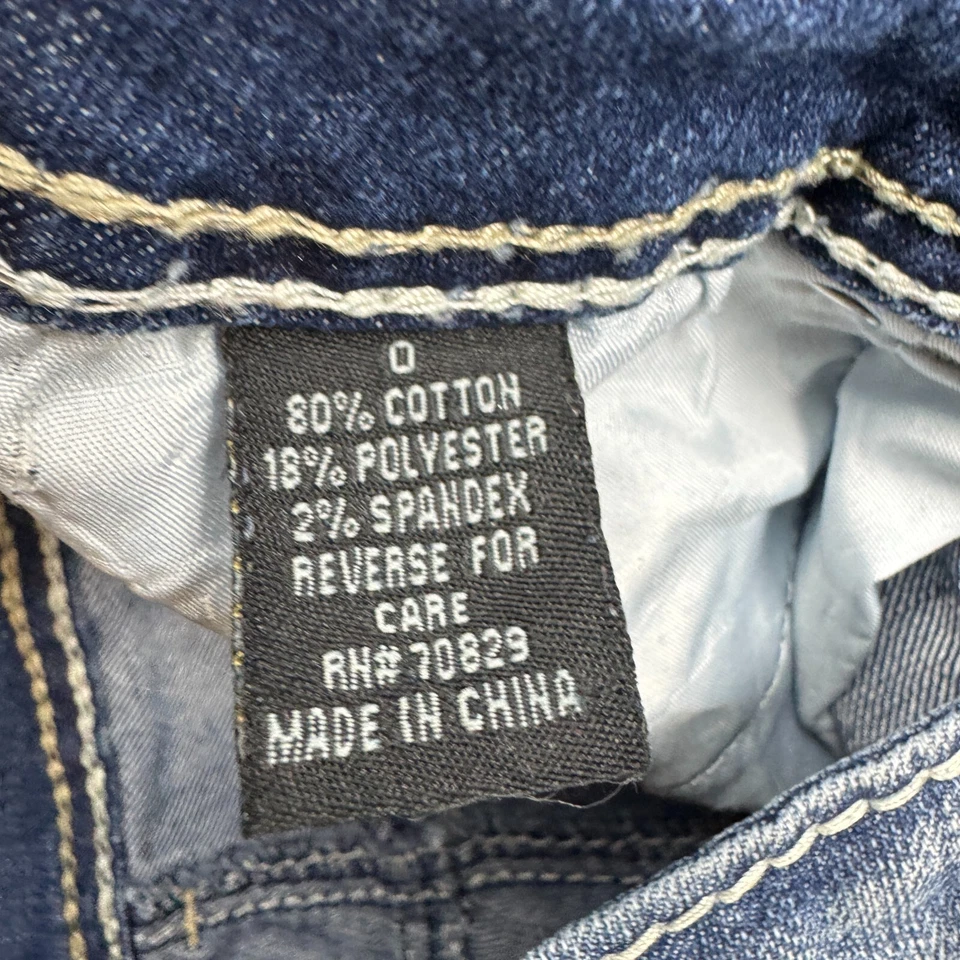 0
80% COTTON
18% POLYESTER
2% SPANDEX
REVERSE FOR
CARE
RN# 70829
MADE IN CHINA